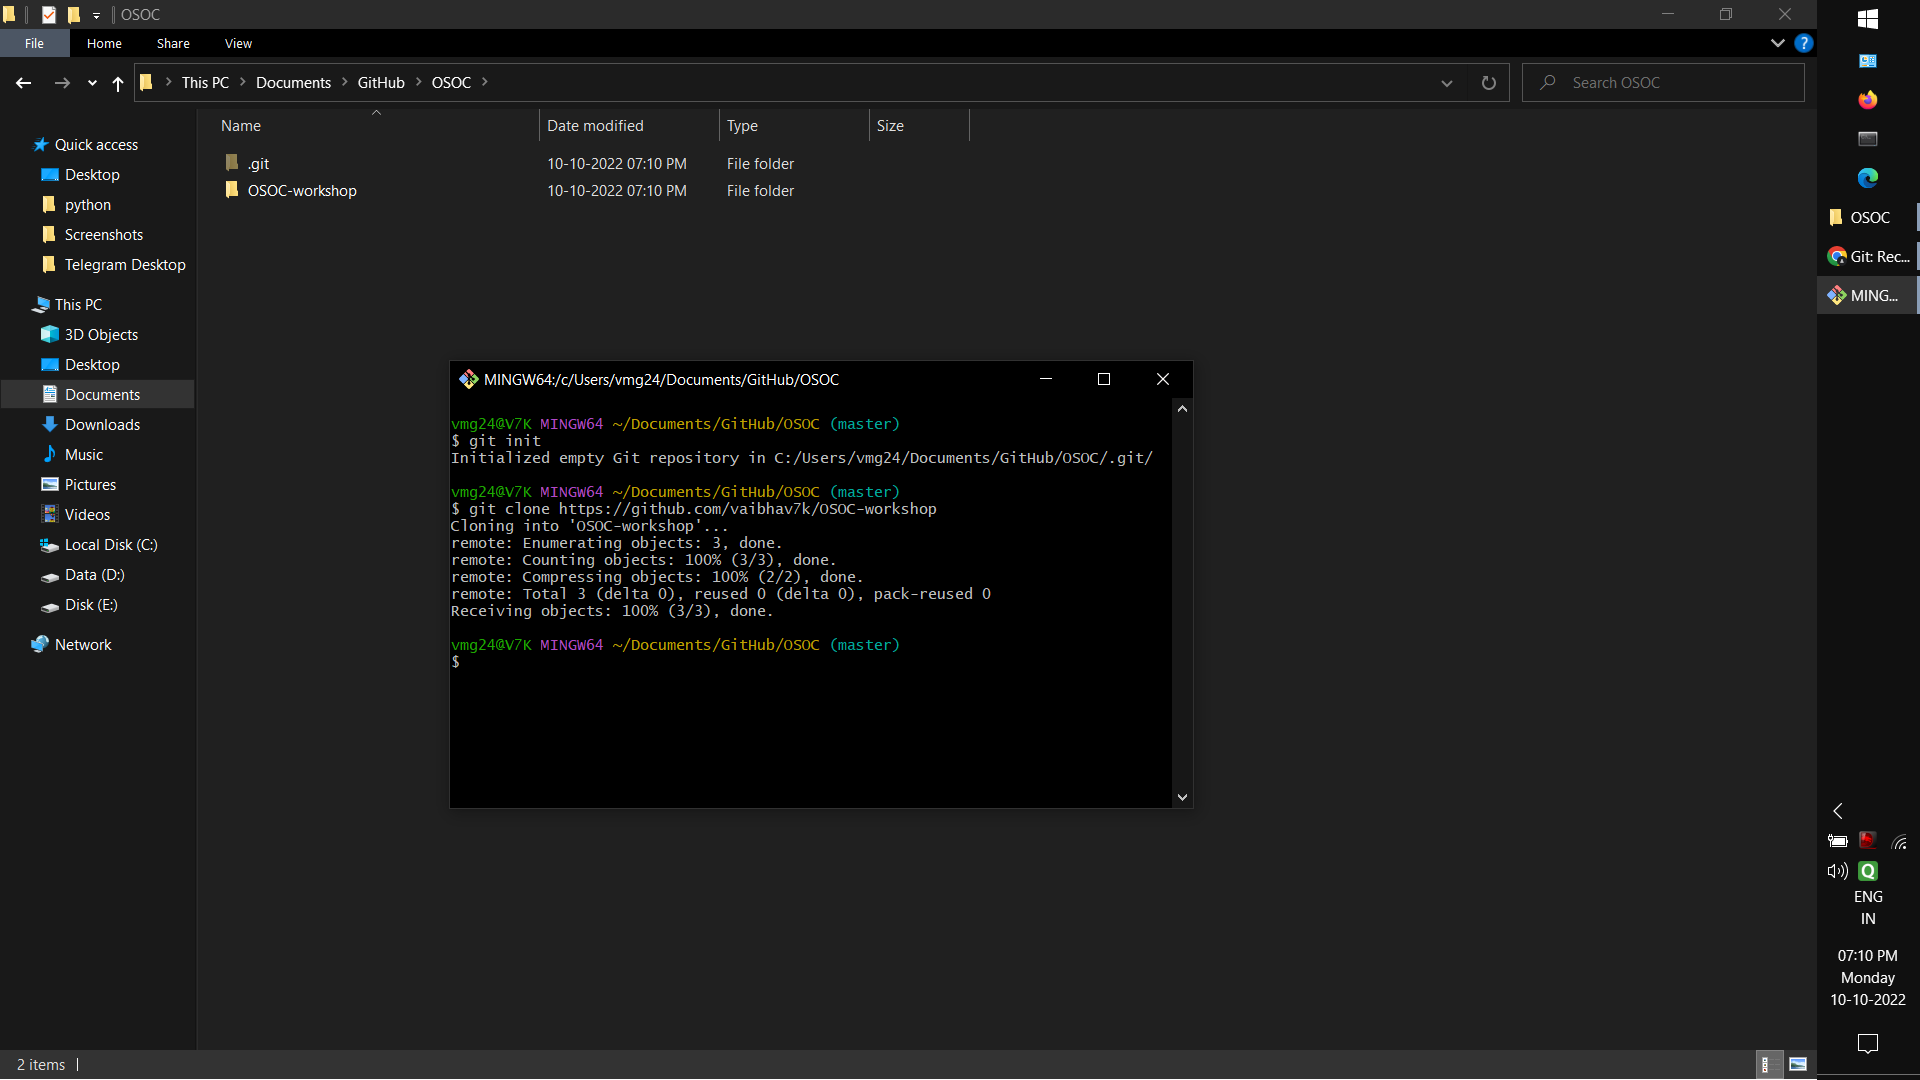 OSOC
File Home Share View
This PC Documents GitHub OSOC
Search OSOC
Name Date modified Type Size
.git 10-10-2022 07:10 PM File folder
OSOC-workshop 10-10-2022 07:10 PM File folder
Quick access
Desktop
python
Screenshots
Telegram Desktop
This PC
3D Objects
Desktop
Documents
Downloads
Music
Pictures
Videos
Local Disk (C:)
Data (D:)
Disk (E:)
Network
MINGW64:/c/Users/vmg24/Documents/GitHub/OSOC
vmg24@V7K MINGW64 ~/Documents/GitHub/OSOC (master)
$ git init
Initialized empty Git repository in C:/Users/vmg24/Documents/GitHub/OSOC/.git/
vmg24@V7K MINGW64 ~/Documents/GitHub/OSOC (master)
$ git clone https://github.com/vaibhav7k/OSOC-workshop
Cloning into 'OSOC-workshop'...
remote: Enumerating objects: 3, done.
remote: Counting objects: 100% (3/3), done.
remote: Compressing objects: 100% (2/2), done.
remote: Total 3 (delta 0), reused 0 (delta 0), pack-reused 0
Receiving objects: 100% (3/3), done.
vmg24@V7K MINGW64 ~/Documents/GitHub/OSOC (master)
$
2 items
OSOC
Git: Rec...
MING...
Q
ENG
IN
07:10 PM
Monday
10-10-2022